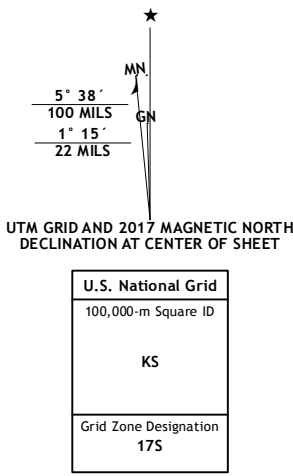 MN
GN
5° 38´
100 MILS
1° 15´
22 MILS
UTM GRID AND 2017 MAGNETIC NORTH
DECLINATION AT CENTER OF SHEET
U.S. National Grid
100,000-m Square ID
KS
Grid Zone Designation
17S